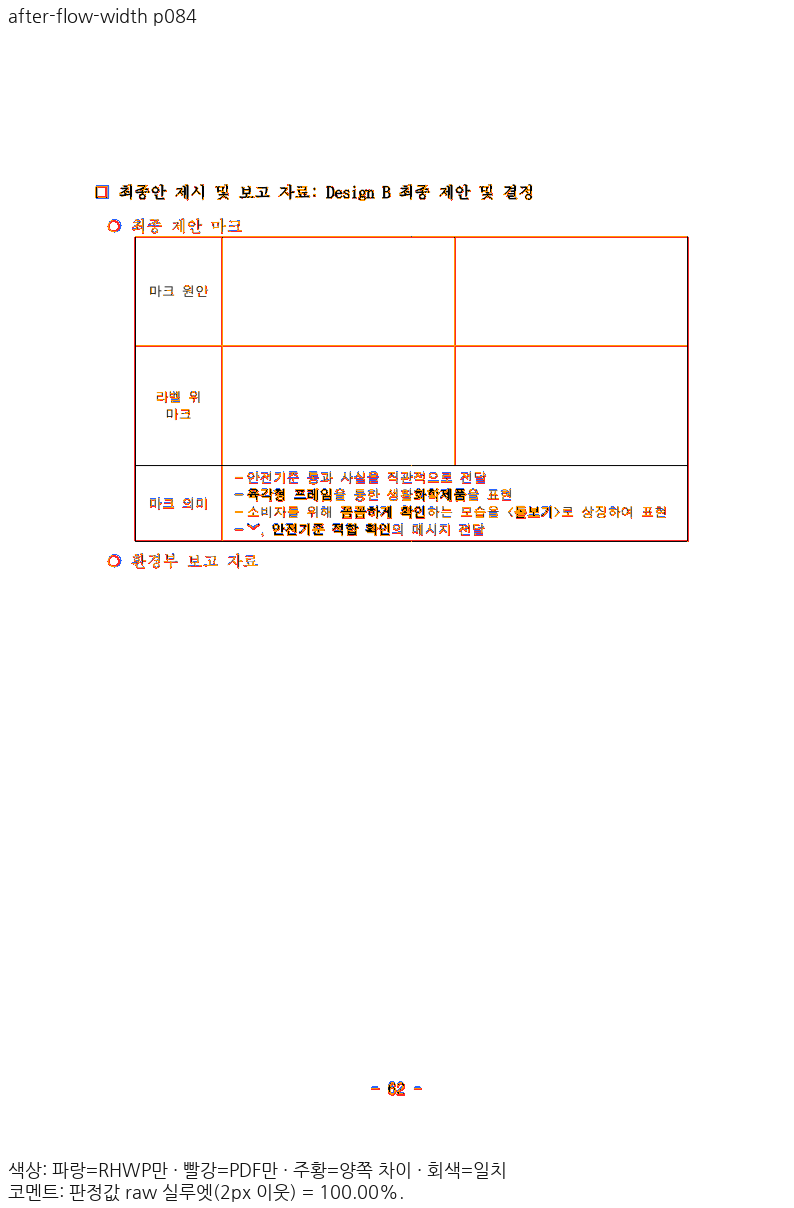 after-flow-width p084
□ 최종안 제시 및 보고 자료: Design B 최종 제안 및 결정
○ 최종 제안 마크
마크 원안
라벨 위
마크
마크 의미
- 안전기준 통과 사실을 직관적으로 전달
- 육각형 프레임을 통한 생활화학제품을 표현
- 소비자를 위해 꼼꼼하게 확인하는 모습을 <돋보기>로 상징하여 표현
- ˅, 안전기준 적합 확인의 메시지 전달
○ 환경부 보고 자료
- 62 -
색상: 파랑=RHWP만 · 빨강=PDF만 · 주황=양쪽 차이 · 회색=일치
코멘트: 판정값 raw 실루엣(2px 이웃) = 100.00%.